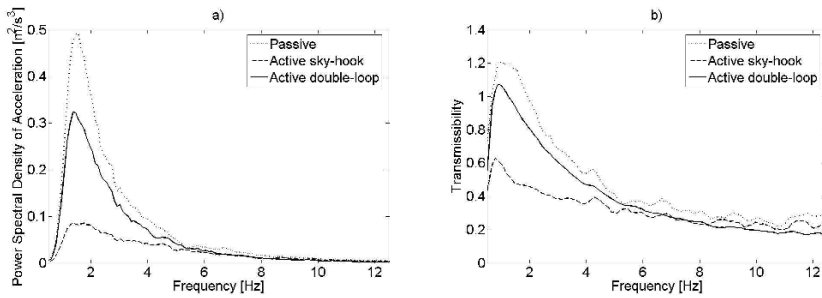 a)
Power Spectral Density of Acceleration [m²/s³]
0.5
0.4
0.3
0.2
0.1
0
2
4
6
8
10
12
Frequency [Hz]
Passive
Active sky-hook
Active double-loop
b)
Transmissibility
1.4
1.2
1
0.8
0.6
0.4
0.2
0
2
4
6
8
10
12
Frequency [Hz]
Passive
Active sky-hook
Active double-loop